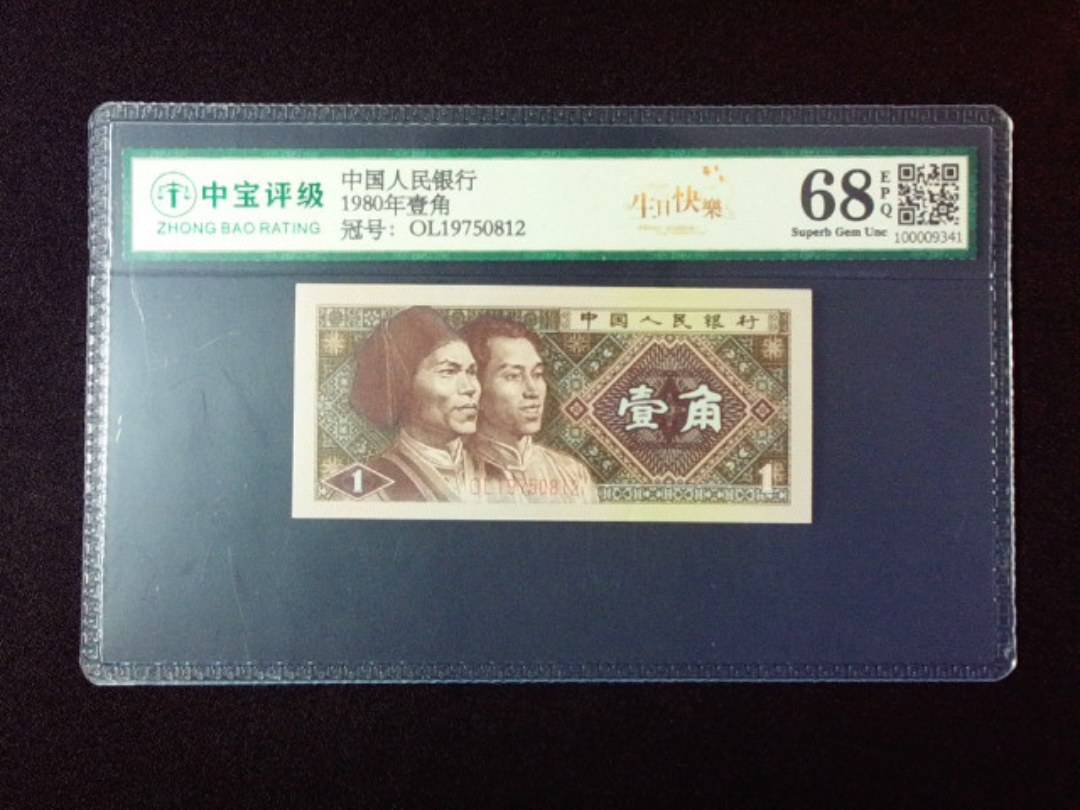 中宝评级
ZHONG BAO RATING
中国人民银行
1980年壹角
冠号：OL19750812
生日快樂
68
EPQ
Superb Gem Unc
100009341
中国人民银行
壹角
1
OL19750812
1